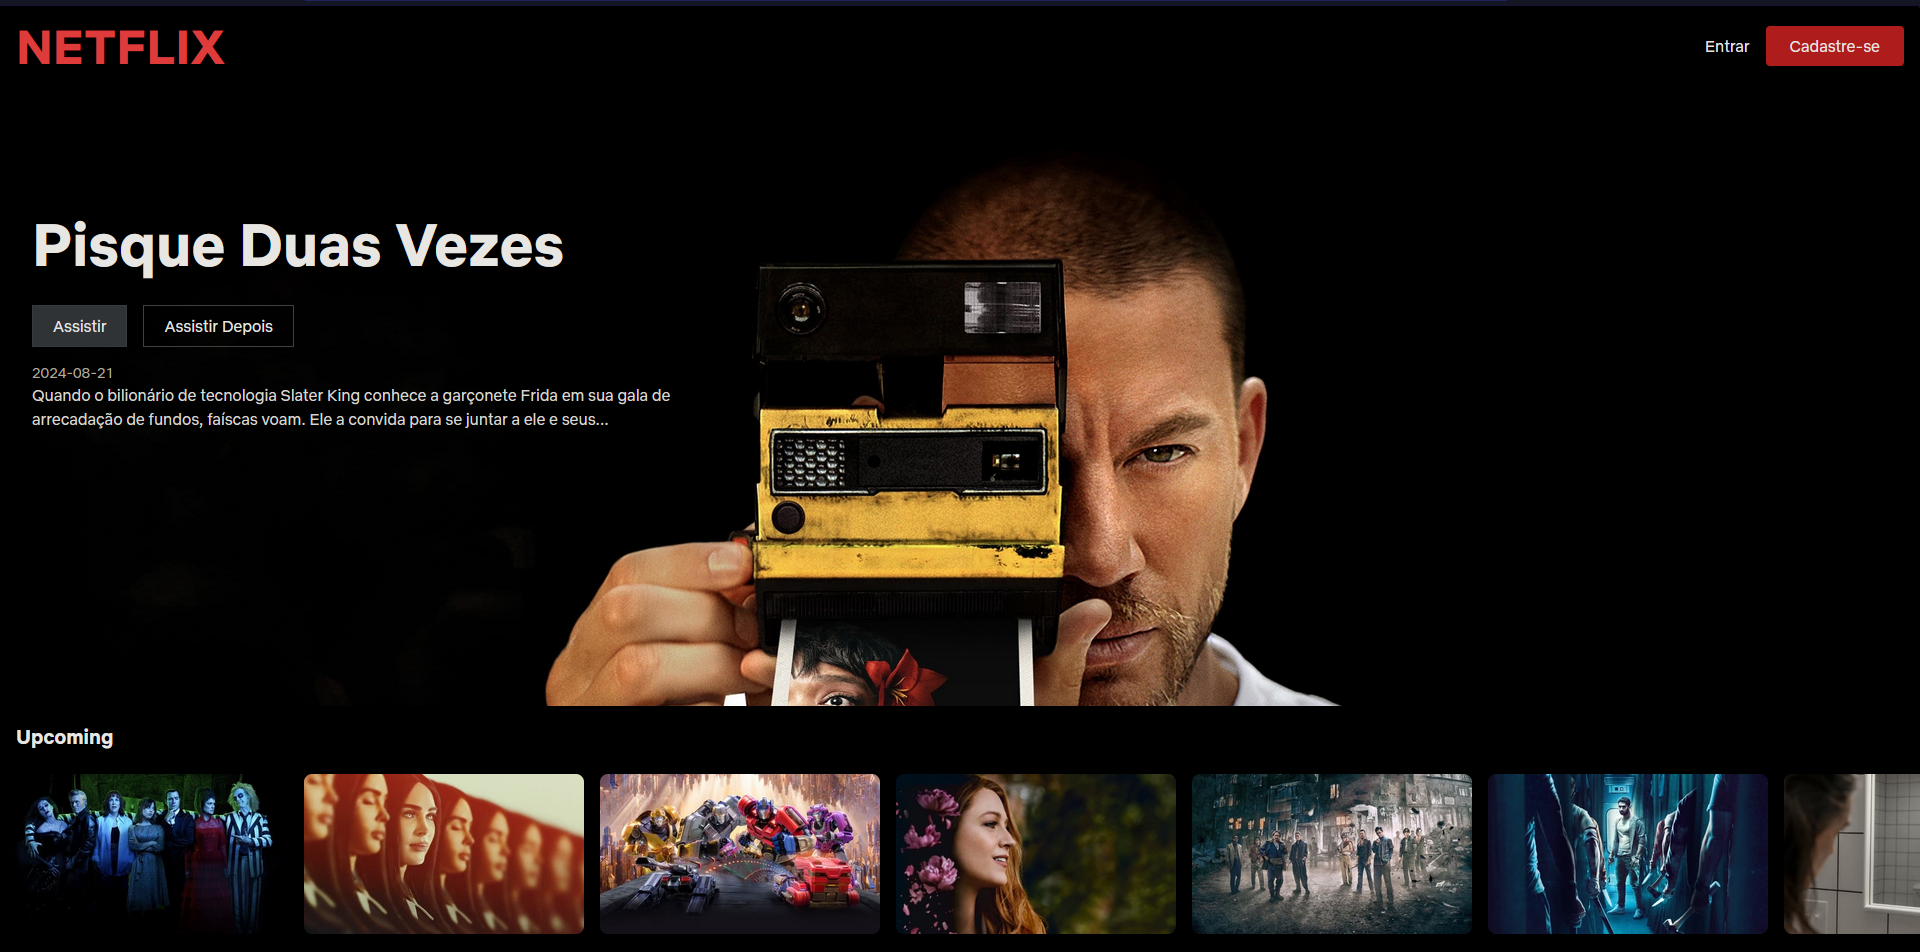 NETFLIX
Entrar
Cadastre-se
Pisque Duas Vezes
Assistir
Assistir Depois
2024-08-21
Quando o bilionário de tecnologia Slater King conhece a garçonete Frida em sua gala de
arrecadação de fundos, faíscas voam. Ele a convida para se juntar a ele e seus...
Upcoming